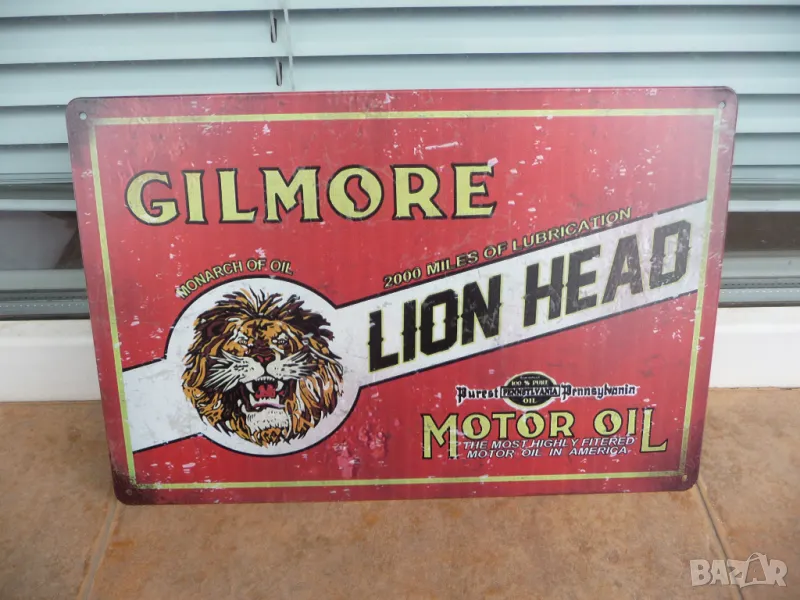 GILMORE
MONARCH OF OIL
2000 MILES OF LUBRICATION
LION HEAD
100 % PURE
Purest PENNSYLVANIA Pennsylvania
OIL
MOTOR OIL
THE MOST HIGHLY FITERED
MOTOR OIL IN AMERICA.
BAZAR